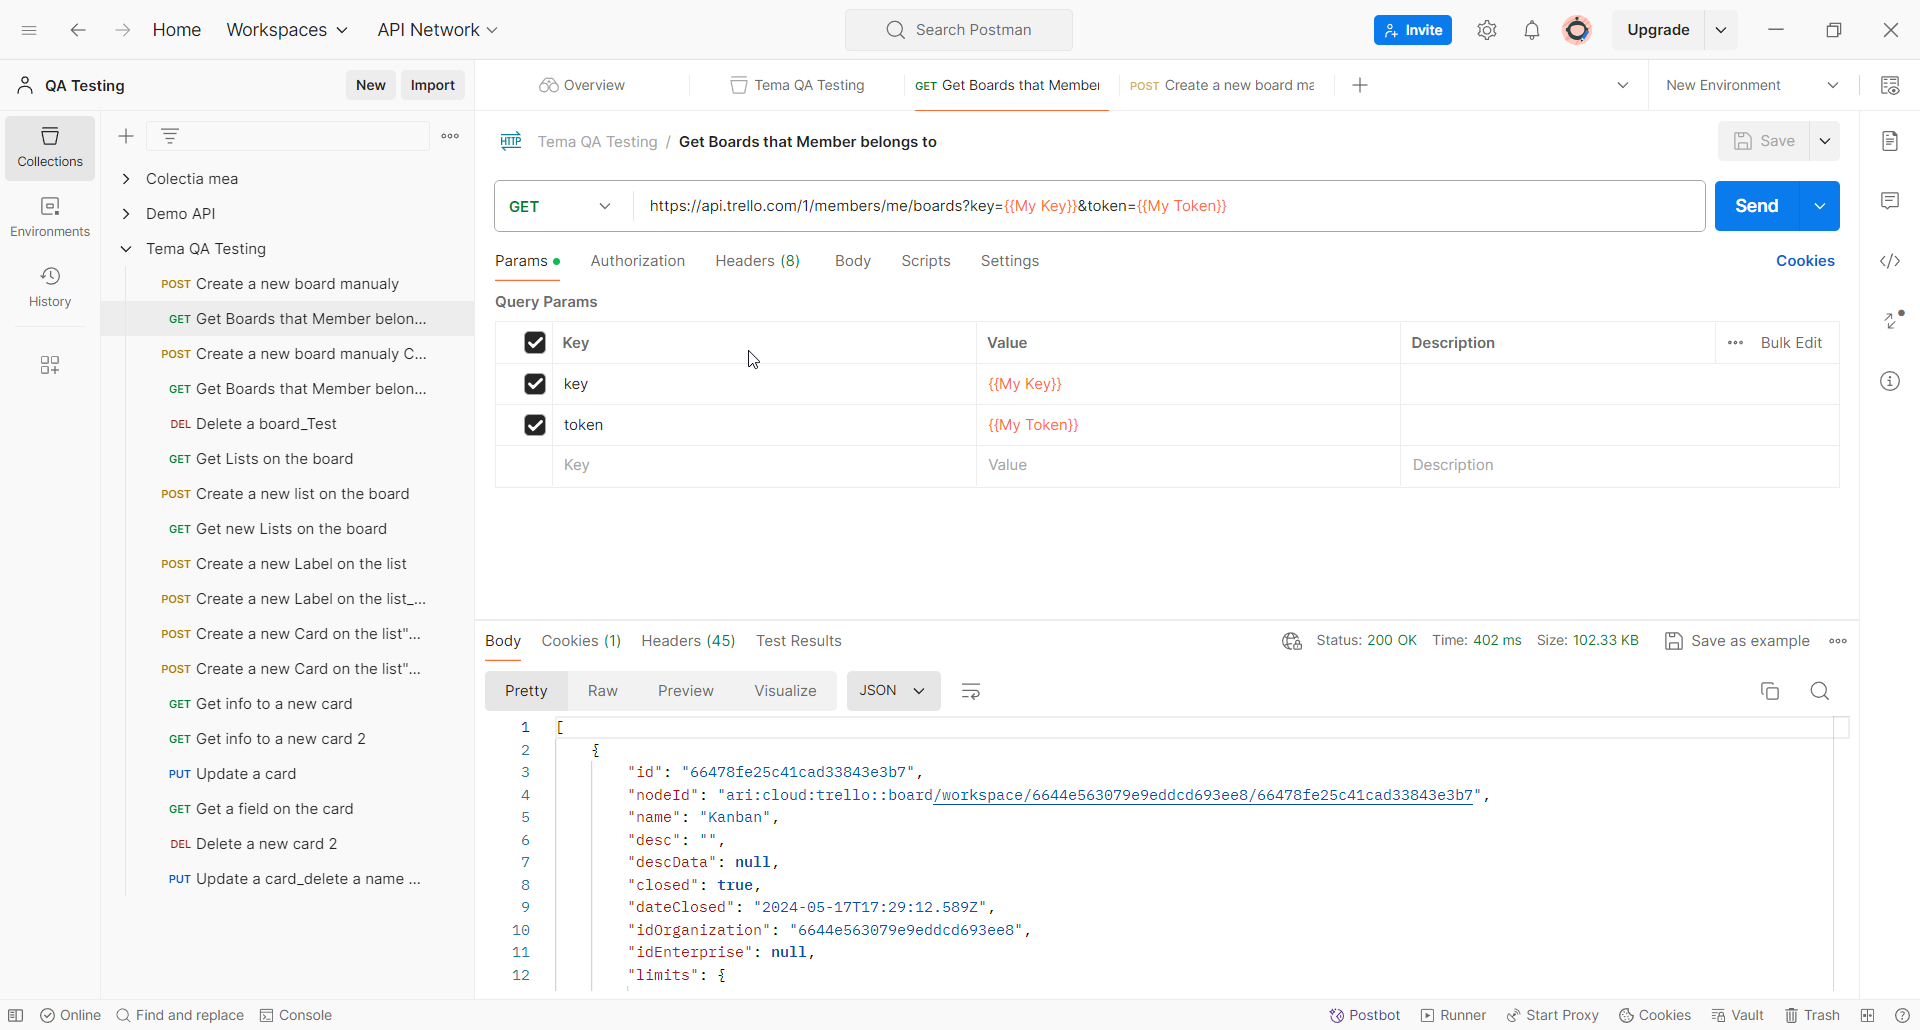 Home Workspaces API Network Search Postman Invite Upgrade
QA Testing New Import Overview Tema QA Testing GET Get Boards that Member POST Create a new board ma New Environment
Collections
Environments
History
Colectia mea
Demo API
Tema QA Testing
POST Create a new board manualy
GET Get Boards that Member belon...
POST Create a new board manualy C...
GET Get Boards that Member belon...
DEL Delete a board_Test
GET Get Lists on the board
POST Create a new list on the board
GET Get new Lists on the board
POST Create a new Label on the list
POST Create a new Label on the list_...
POST Create a new Card on the list"...
POST Create a new Card on the list"...
GET Get info to a new card
GET Get info to a new card 2
PUT Update a card
GET Get a field on the card
DEL Delete a new card 2
PUT Update a card_delete a name ...
HTTP Tema QA Testing / Get Boards that Member belongs to Save
GET https://api.trello.com/1/members/me/boards?key={{My Key}}&token={{My Token}} Send
Params Authorization Headers (8) Body Scripts Settings Cookies
Query Params
Key Value Description Bulk Edit
key {{My Key}}
token {{My Token}}
Key Value Description
Body Cookies (1) Headers (45) Test Results Status: 200 OK Time: 402 ms Size: 102.33 KB Save as example
Pretty Raw Preview Visualize JSON
1 [
2 {
3 "id": "66478fe25c41cad33843e3b7",
4 "nodeId": "ari:cloud:trello::board/workspace/6644e563079e9eddcd693ee8/66478fe25c41cad33843e3b7",
5 "name": "Kanban",
6 "desc": "",
7 "descData": null,
8 "closed": true,
9 "dateClosed": "2024-05-17T17:29:12.589Z",
10 "idOrganization": "6644e563079e9eddcd693ee8",
11 "idEnterprise": null,
12 "limits": {
Online Find and replace Console Postbot Runner Start Proxy Cookies Vault Trash